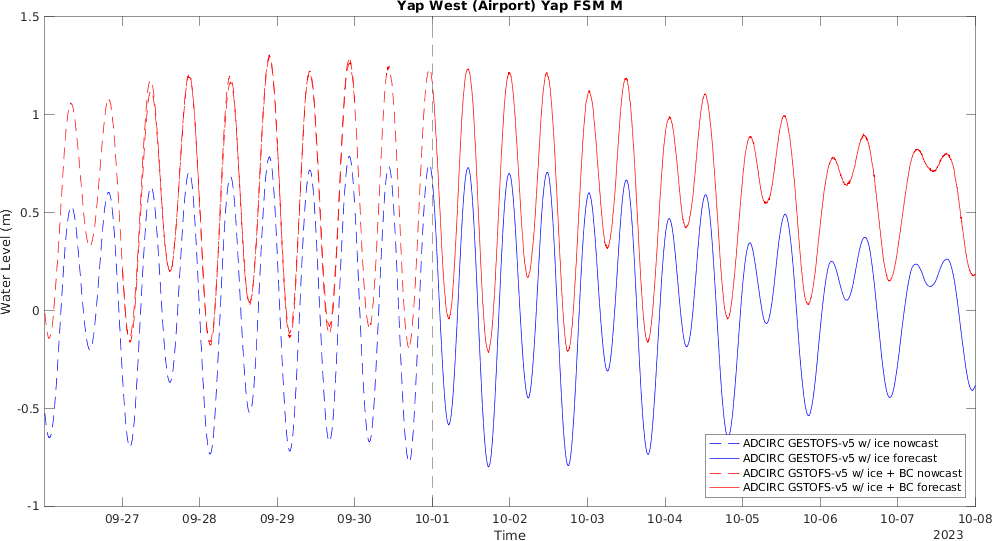 Yap West (Airport) Yap FSM M
Water Level (m)
1.5
1
0.5
0
-0.5
-1
ADCIRC GESTOFS-v5 w/ ice nowcast
ADCIRC GESTOFS-v5 w/ ice forecast
ADCIRC GSTOFS-v5 w/ ice + BC nowcast
ADCIRC GSTOFS-v5 w/ ice + BC forecast
09-27 09-28 09-29 09-30 10-01 10-02 10-03 10-04 10-05 10-06 10-07 10-08
Time
2023